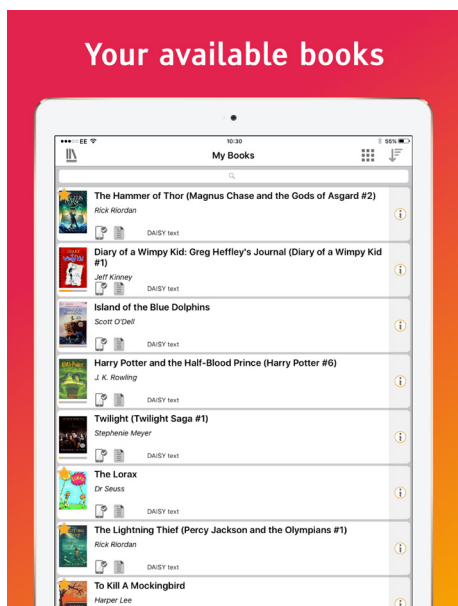 Your available books
EE
10:30
55%
My Books
The Hammer of Thor (Magnus Chase and the Gods of Asgard #2)
Rick Riordan
DAISY text
Diary of a Wimpy Kid: Greg Heffley's Journal (Diary of a Wimpy Kid
#1)
Jeff Kinney
DAISY text
Island of the Blue Dolphins
Scott O'Dell
DAISY text
Harry Potter and the Half-Blood Prince (Harry Potter #6)
J. K. Rowling
DAISY text
Twilight (Twilight Saga #1)
Stephenie Meyer
DAISY text
The Lorax
Dr Seuss
DAISY text
The Lightning Thief (Percy Jackson and the Olympians #1)
Rick Riordan
DAISY text
To Kill A Mockingbird
Harper Lee